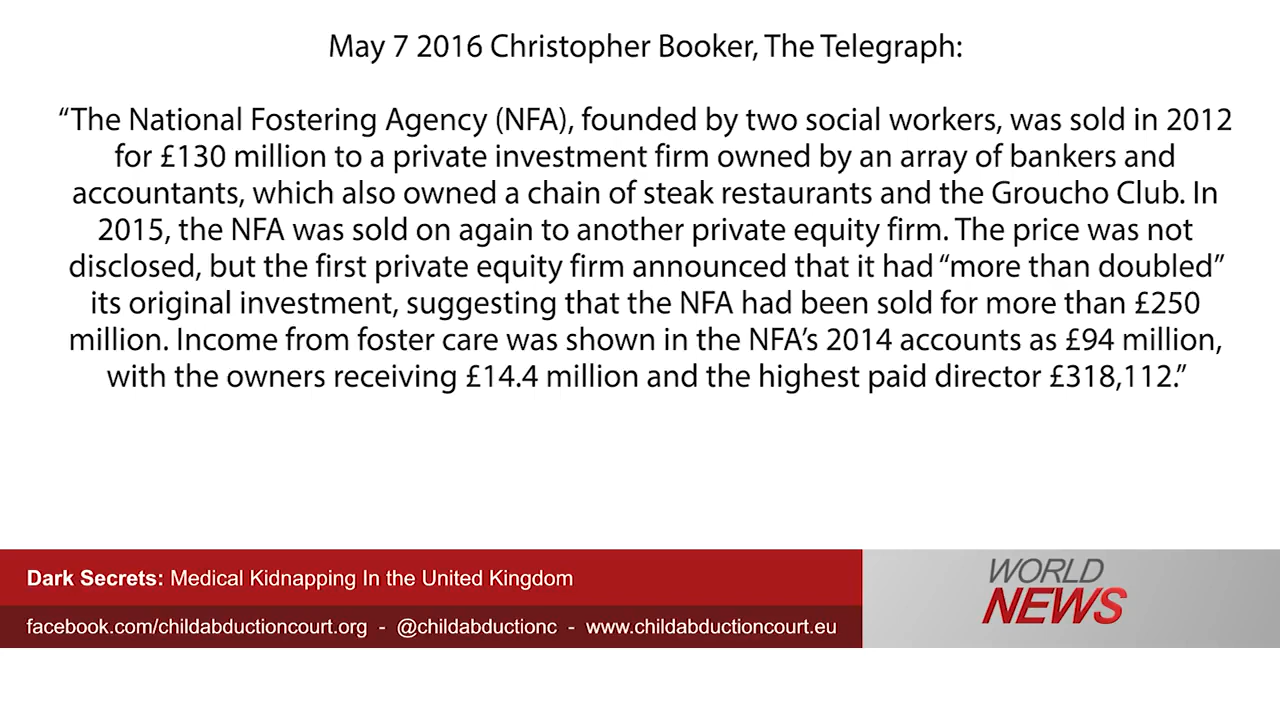 May 7 2016 Christopher Booker, The Telegraph:
“The National Fostering Agency (NFA), founded by two social workers, was sold in 2012
for £130 million to a private investment firm owned by an array of bankers and
accountants, which also owned a chain of steak restaurants and the Groucho Club. In
2015, the NFA was sold on again to another private equity firm. The price was not
disclosed, but the first private equity firm announced that it had “more than doubled”
its original investment, suggesting that the NFA had been sold for more than £250
million. Income from foster care was shown in the NFA’s 2014 accounts as £94 million,
with the owners receiving £14.4 million and the highest paid director £318,112.”
Dark Secrets: Medical Kidnapping In the United Kingdom
facebook.com/childabductioncourt.org - @childabductionc - www.childabductioncourt.eu
WORLD
NEWS